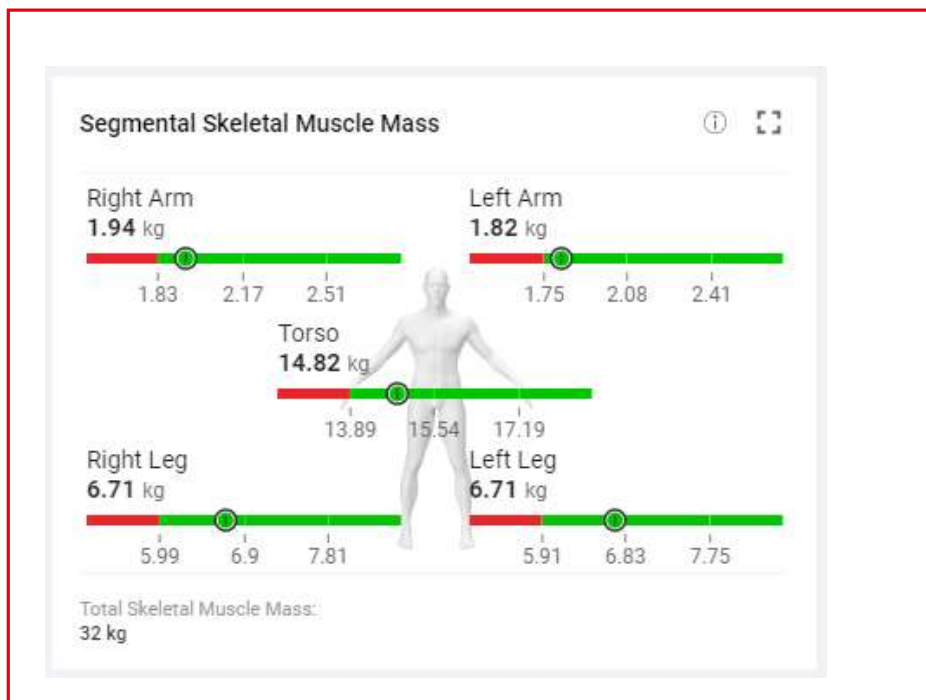 Segmental Skeletal Muscle Mass
Right Arm
1.94 kg
1.83 2.17 2.51
Left Arm
1.82 kg
1.75 2.08 2.41
Torso
14.82 kg
13.89 15.54 17.19
Right Leg
6.71 kg
5.99 6.9 7.81
Left Leg
6.71 kg
5.91 6.83 7.75
Total Skeletal Muscle Mass:
32 kg